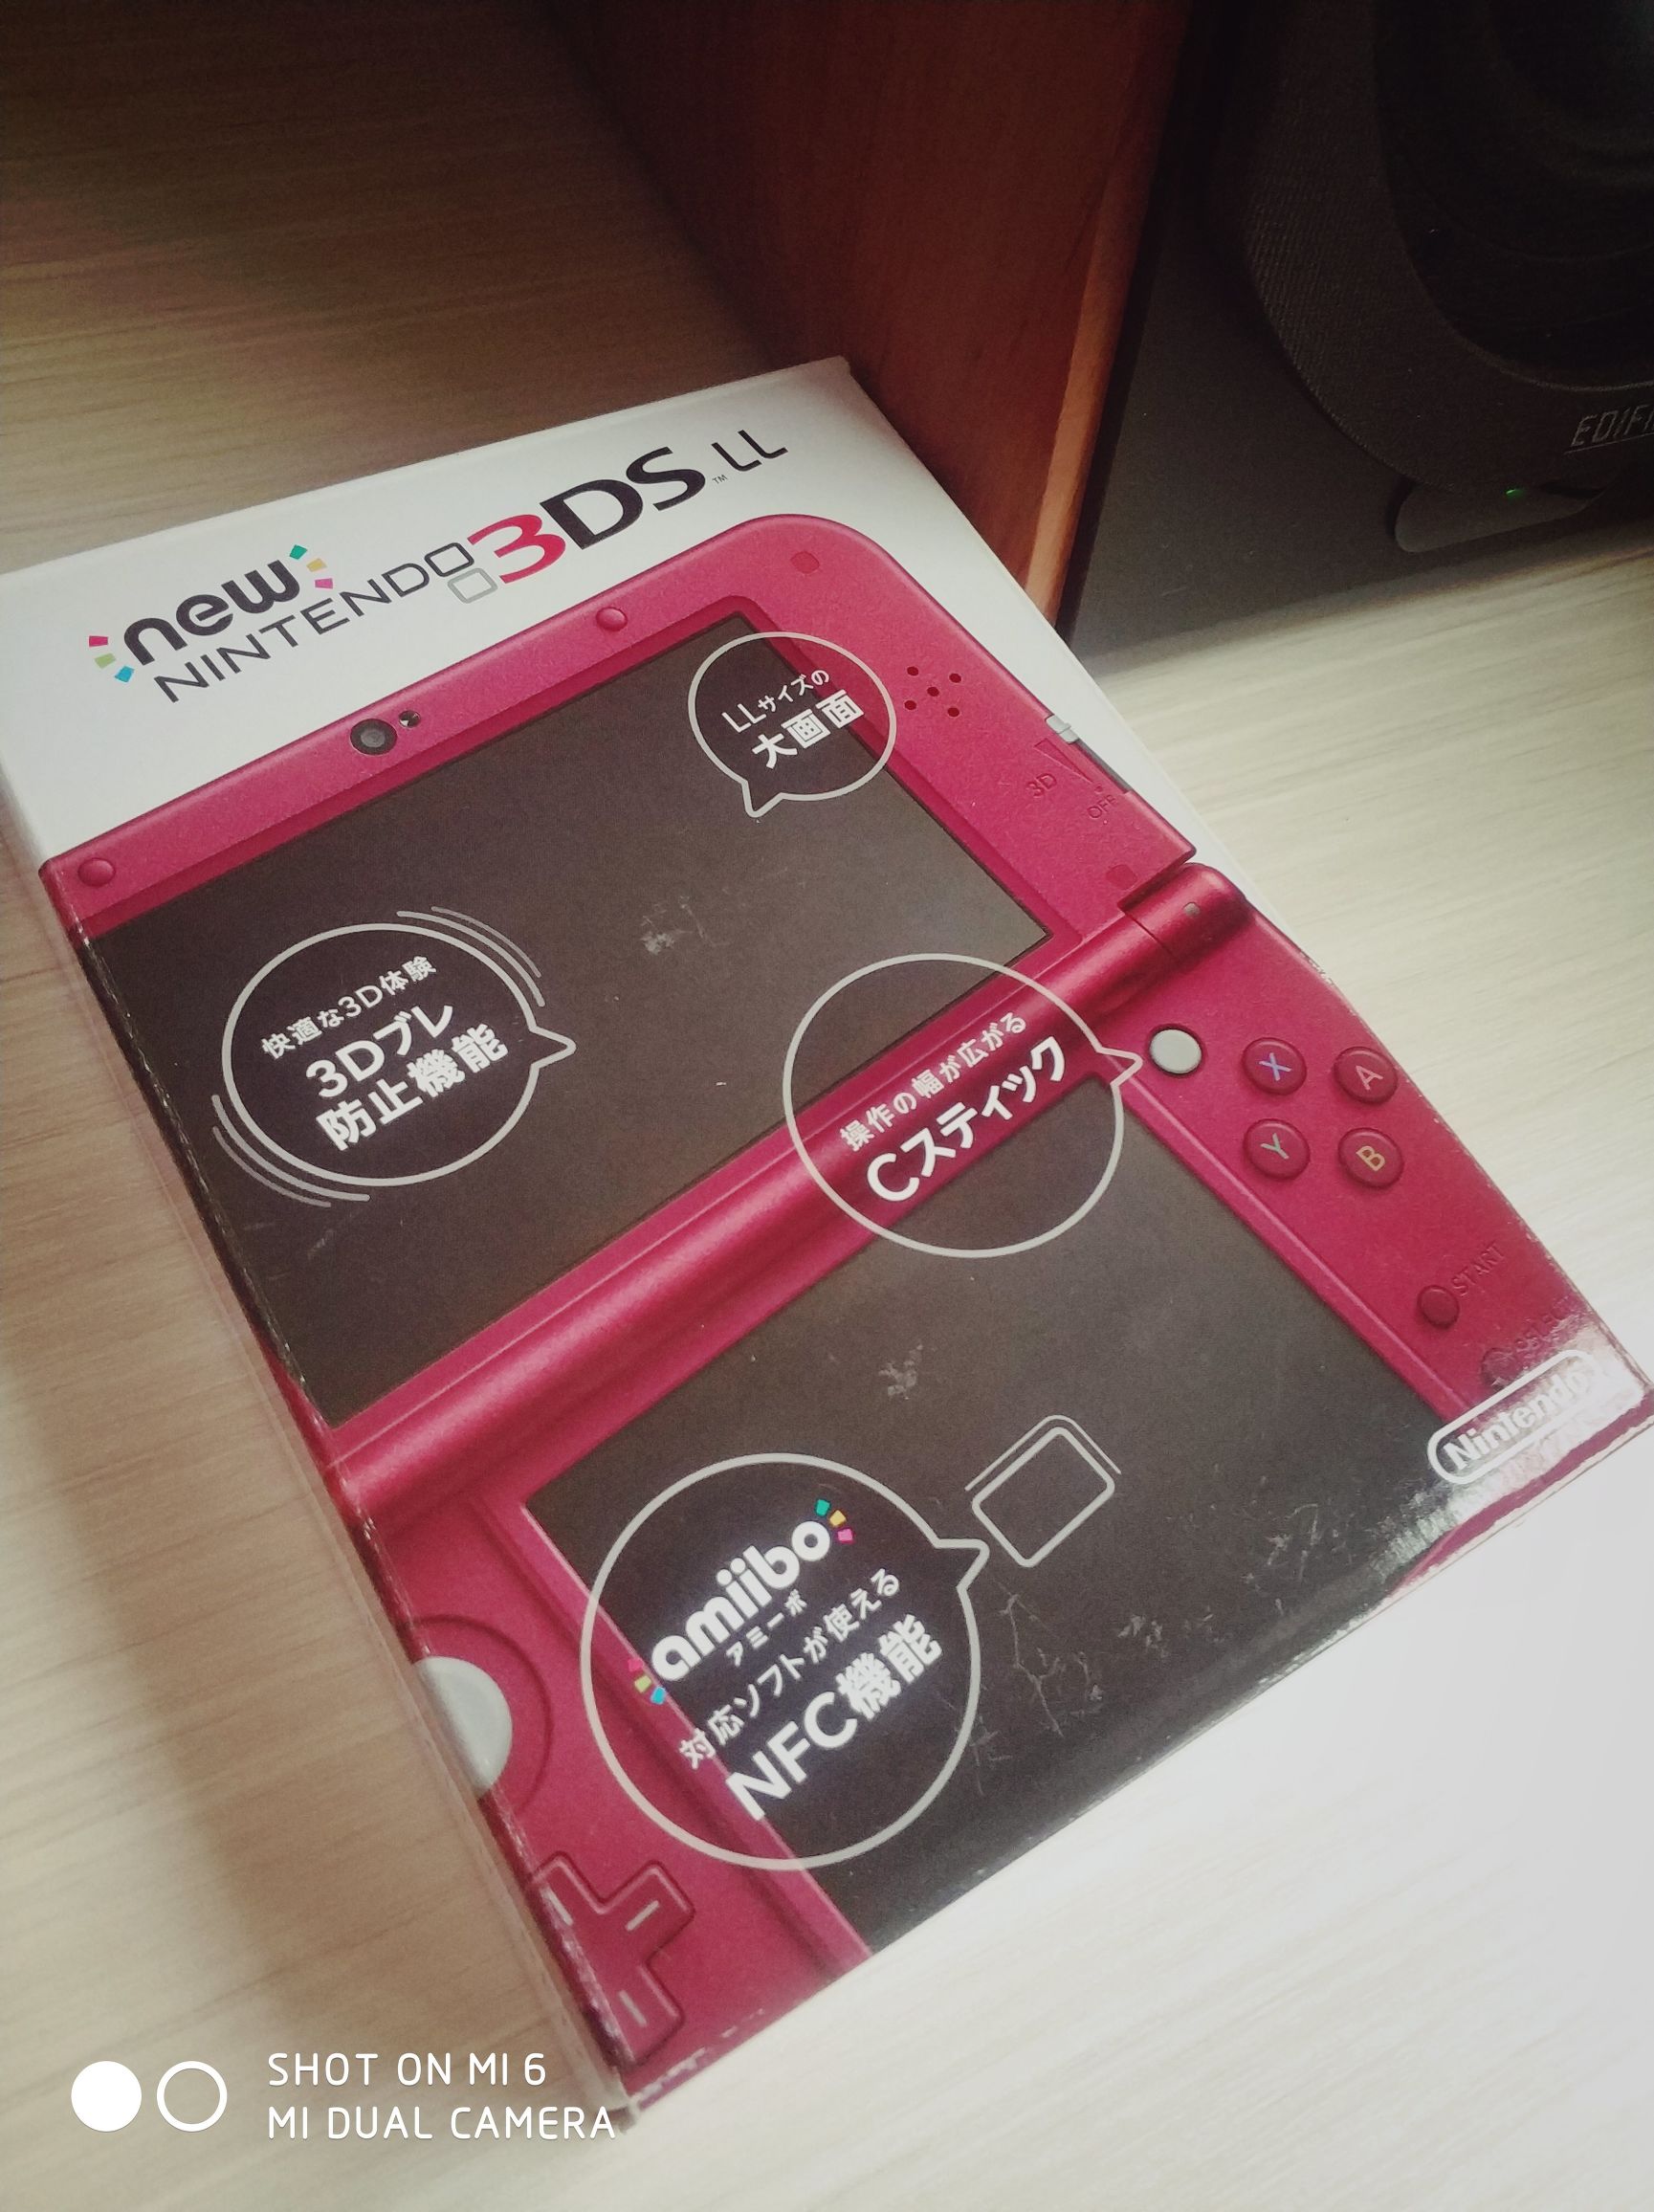 new
NINTENDO 3DS™ LL
LLサイズの
大画面
3D
OFF
快適な3D体験
3Dブレ
防止機能
操作の幅が広がる
Cスティック
X
A
Y
B
START
Nintendo
amiibo
アミーボ
対応ソフトが使える
NFC機能
SHOT ON MI 6
MI DUAL CAMERA